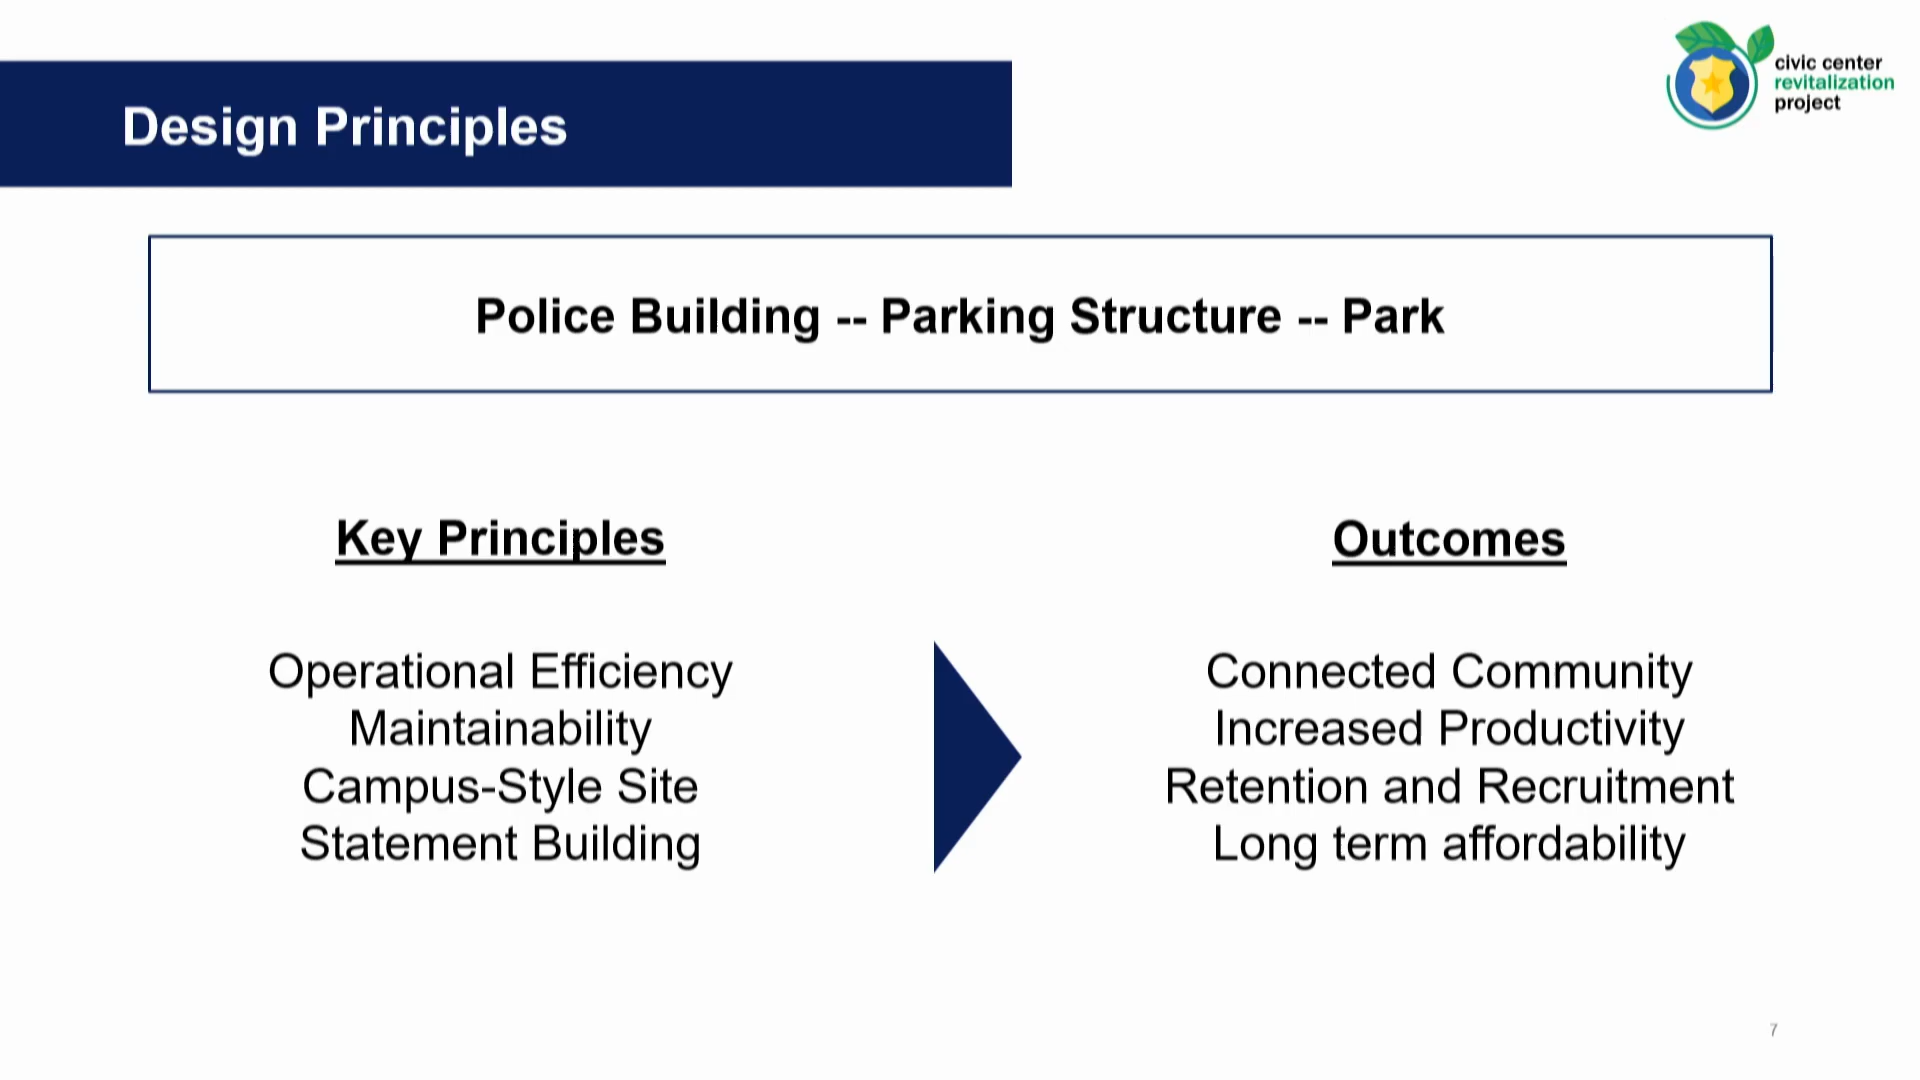 civic center
revitalization
project
Design Principles
Police Building -- Parking Structure -- Park
Key Principles
Operational Efficiency
Maintainability
Campus-Style Site
Statement Building
Outcomes
Connected Community
Increased Productivity
Retention and Recruitment
Long term affordability
7